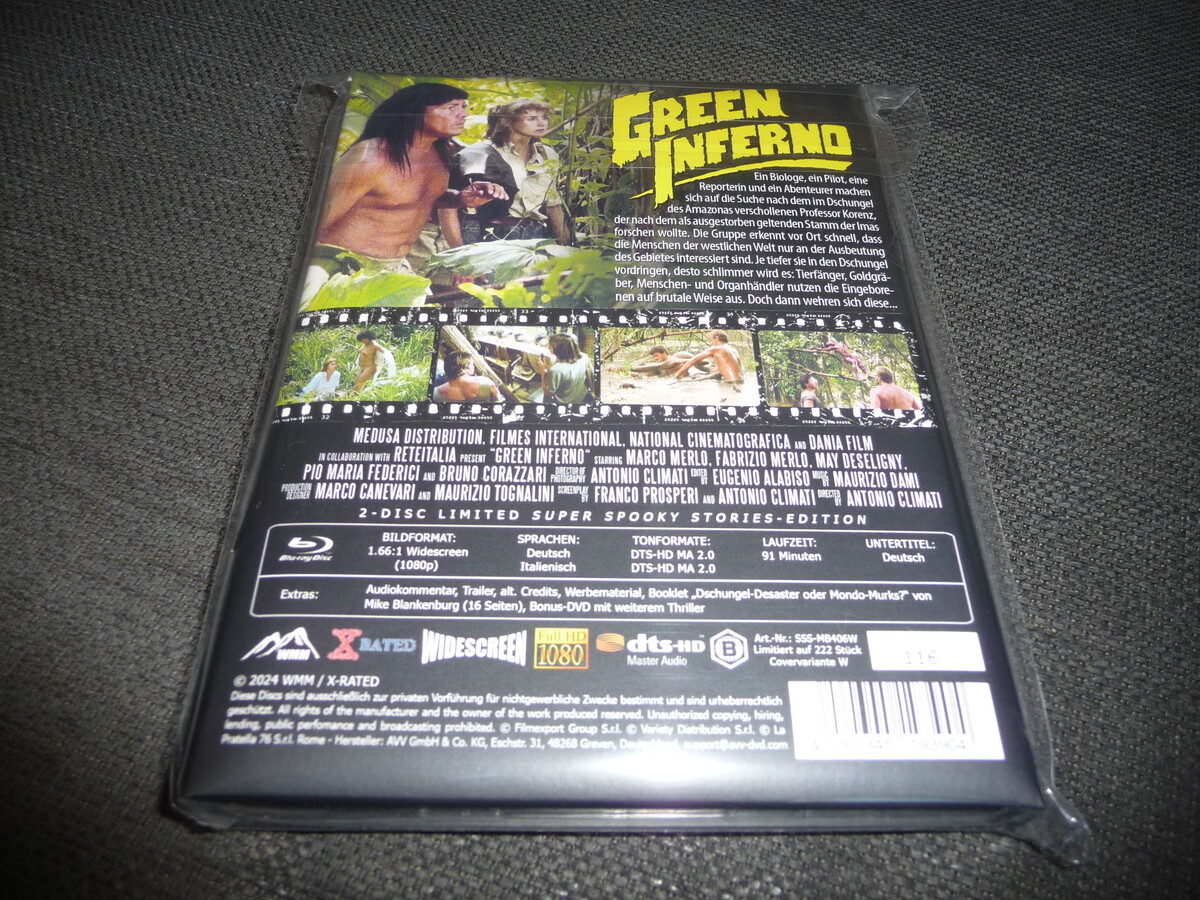 GREEN
INFERNO
Ein Biologe, ein Pilot, eine
Reporterin und ein Abenteurer machen
sich auf die Suche nach dem im Dschungel
des Amazonas verschollenen Professor Korenz,
der nach dem als ausgestorben geltenden Stamm der Imas
forschen wollte. Die Gruppe erkennt vor Ort schnell, dass
die Menschen der westlichen Welt nur an der Ausbeutung
des Gebietes interessiert sind. Je tiefer sie in den Dschungel
vordringen, desto schlimmer wird es: Tierfänger, Goldgrä-
ber, Menschen- und Organhändler nutzen die Eingebore-
nen auf brutale Weise aus. Doch dann wehren sich diese...
MEDUSA DISTRIBUTION, FILMES INTERNATIONAL, NATIONAL CINEMATOGRAFICA AND DANIA FILM
IN COLLABORATION WITH RETEITALIA PRESENT "GREEN INFERNO" STARRING MARCO MERLO, FABRIZIO MERLO, MAY DESELIGNY,
PIO MARIA FEDERICI AND BRUNO CORAZZARI DIRECTOR OF PHOTOGRAPHY ANTONIO CLIMATI EDITED BY EUGENIO ALABISO MUSIC BY MAURIZIO DAMI
PRODUCTION DESIGNER MARCO CANEVARI AND MAURIZIO TOGNALINI SCREENPLAY BY FRANCO PROSPERI AND ANTONIO CLIMATI DIRECTED BY ANTONIO CLIMATI
2-DISC LIMITED SUPER SPOOKY STORIES-EDITION
Blu-ray Disc
BILDFORMAT:
1.66:1 Widescreen
(1080p)
SPRACHEN:
Deutsch
Italienisch
TONFORMATE:
DTS-HD MA 2.0
DTS-HD MA 2.0
LAUFZEIT:
91 Minuten
UNTERTITEL:
Deutsch
Extras:
Audiokommentar, Trailer, alt. Credits, Werbematerial, Booklet „Dschungel-Desaster oder Mondo-Murks?" von
Mike Blankenburg (16 Seiten), Bonus-DVD mit weiterem Thriller
WMM
X RATED
WIDESCREEN
Full HD
1080
dts-HD
Master Audio
B
Art.-Nr.: SSS-MB406W
Limitiert auf 222 Stück
Covervariante W
116
© 2024 WMM / X-RATED
Diese Discs sind ausschließlich zur privaten Vorführung für nichtgewerbliche Zwecke bestimmt und sind urheberrechtlich
geschützt. All rights of the manufacturer and the owner of the work produced reserved. Unauthorized copying, hiring,
lending, public perfomance and broadcasting prohibited. © Filmexport Group S.r.l. © Variety Distribution S.r.l. © La
Pratella 76 S.r.l. Rome - Hersteller: AVV GmbH & Co. KG, Eschstr. 31, 48268 Greven, Deutschland, support@avv-dvd.com